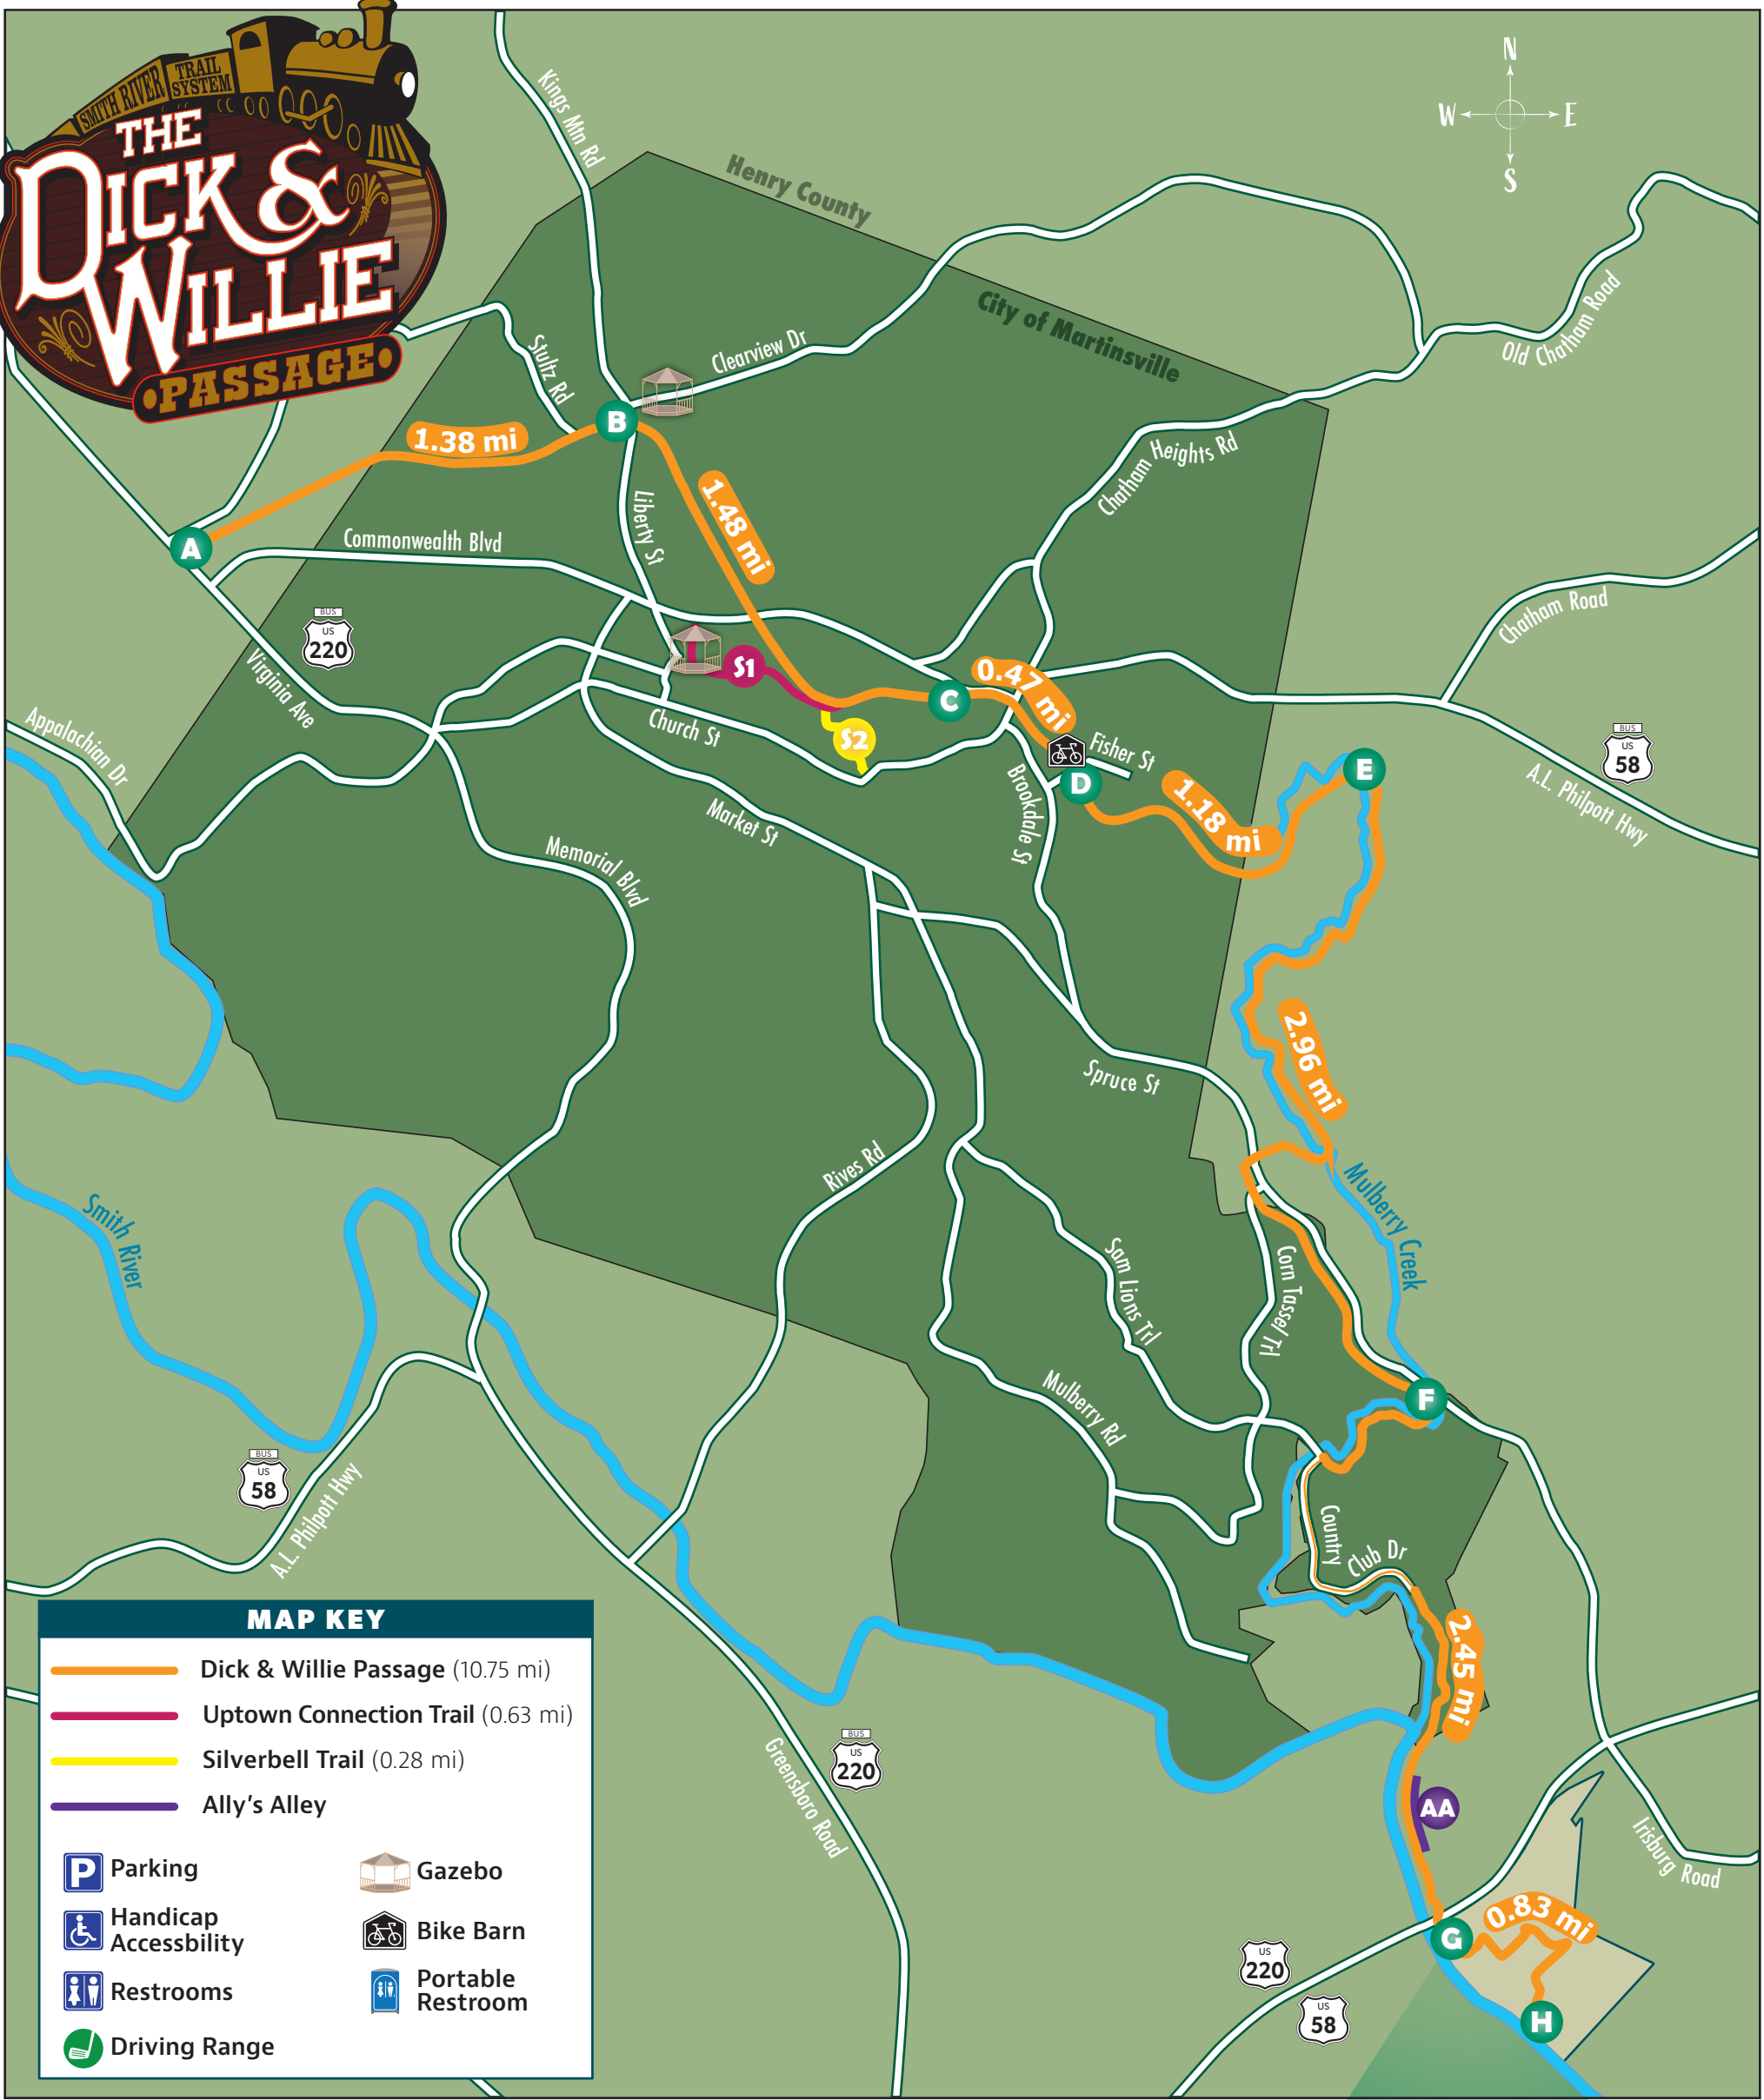 SMITH RIVER
TRAIL
SYSTEM
THE
DICK &
WILLIE
•PASSAGE•
N
W E
S
Kings Mtn Rd
Henry County
City of Martinsville
Old Chatham Road
Stultz Rd
Clearview Dr
B
1.38 mi
Chatham Heights Rd
1.48 mi
Liberty St
A
Commonwealth Blvd
Chatham Road
BUS
US
220
Virginia Ave
S1
0.47 mi
C
Appalachian Dr
Church St
S2
Fisher St
BUS
US
58
A.L. Philpott Hwy
E
D
1.18 mi
Brookdale St
Market St
Memorial Blvd
2.96 mi
Spruce St
Rives Rd
Mulberry Creek
Smith River
Sam Lions Trl
Corn Tassel Trl
Mulberry Rd
F
BUS
US
58
A.L. Philpott Hwy
Country Club Dr
2.45 mi
BUS
US
220
Greensboro Road
AA
Irisburg Road
0.83 mi
G
US
220
US
58
H
MAP KEY
Dick & Willie Passage (10.75 mi)
Uptown Connection Trail (0.63 mi)
Silverbell Trail (0.28 mi)
Ally's Alley
P Parking
Gazebo
Handicap
Accessbility
Bike Barn
Restrooms
Portable
Restroom
Driving Range